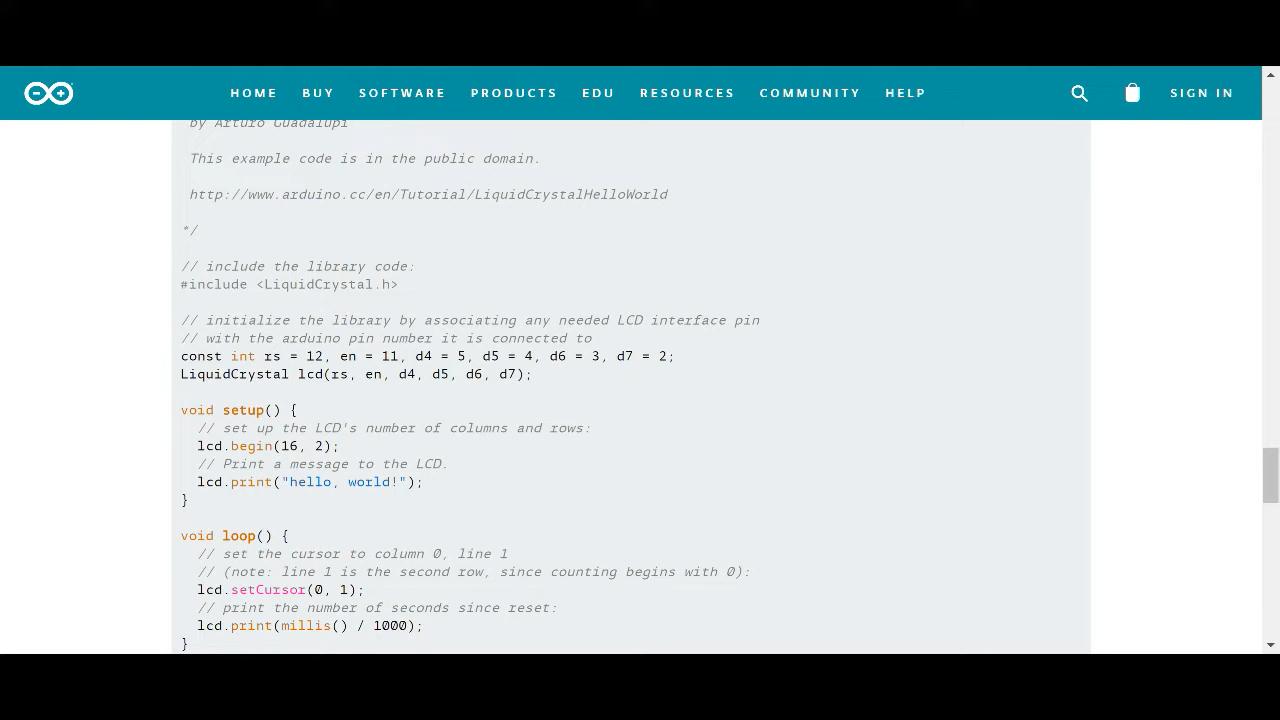 HOME BUY SOFTWARE PRODUCTS EDU RESOURCES COMMUNITY HELP SIGN IN
by Arturo Guadalupi
This example code is in the public domain.
http://www.arduino.cc/en/Tutorial/LiquidCrystalHelloWorld
*/
// include the library code:
#include <LiquidCrystal.h>
// initialize the library by associating any needed LCD interface pin
// with the arduino pin number it is connected to
const int rs = 12, en = 11, d4 = 5, d5 = 4, d6 = 3, d7 = 2;
LiquidCrystal lcd(rs, en, d4, d5, d6, d7);
void setup() {
// set up the LCD's number of columns and rows:
lcd.begin(16, 2);
// Print a message to the LCD.
lcd.print("hello, world!");
}
void loop() {
// set the cursor to column 0, line 1
// (note: line 1 is the second row, since counting begins with 0):
lcd.setCursor(0, 1);
// print the number of seconds since reset:
lcd.print(millis() / 1000);
}